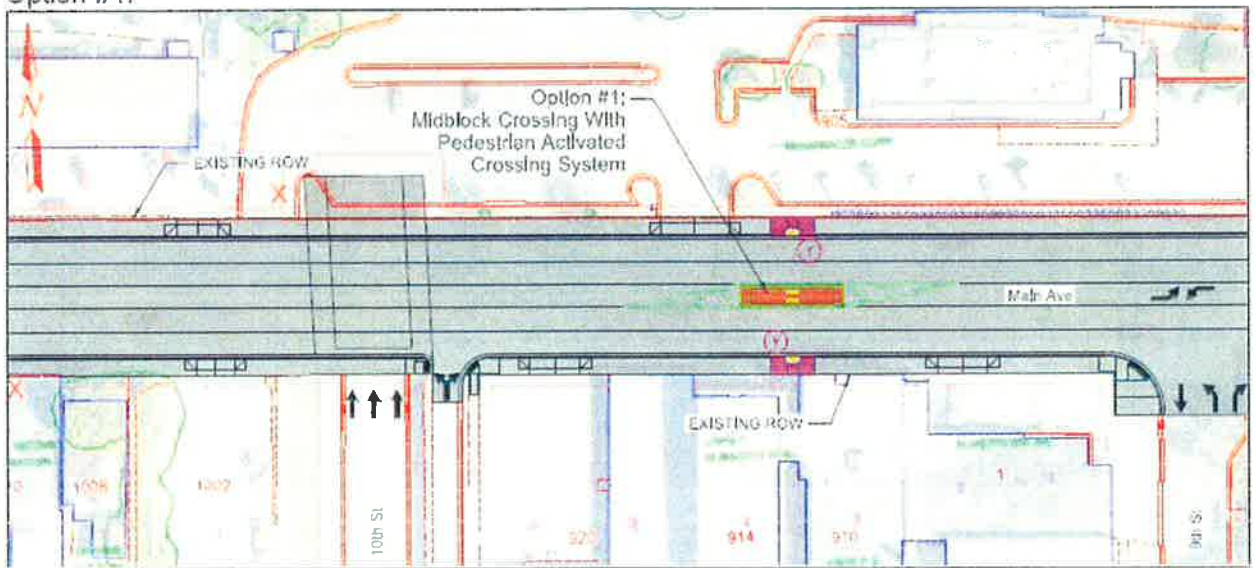 Option #1:
Midblock Crossing With
Pedestrian Activated
Crossing System
N
EXISTING ROW
X
Main Ave
(Y)
EXISTING ROW
X
1008
1002
10th St
920
914
910
1
9th St